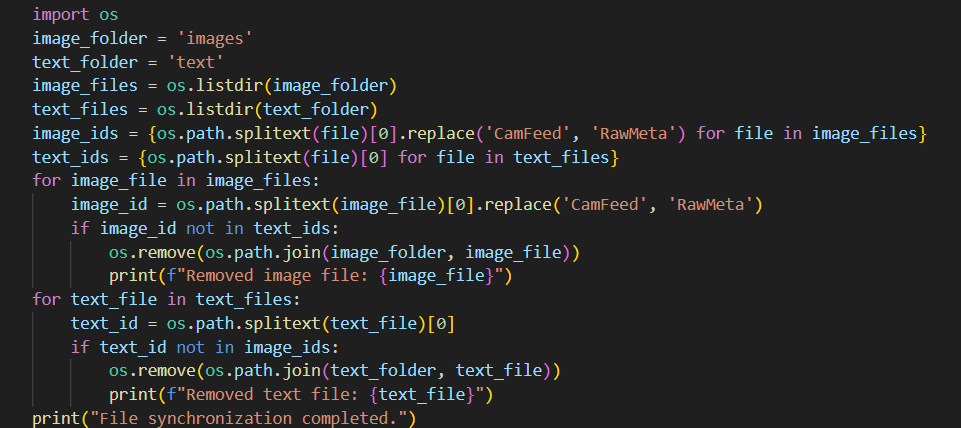 import os
image_folder = 'images'
text_folder = 'text'
image_files = os.listdir(image_folder)
text_files = os.listdir(text_folder)
image_ids = {os.path.splitext(file)[0].replace('CamFeed', 'RawMeta') for file in image_files}
text_ids = {os.path.splitext(file)[0] for file in text_files}
for image_file in image_files:
    image_id = os.path.splitext(image_file)[0].replace('CamFeed', 'RawMeta')
    if image_id not in text_ids:
        os.remove(os.path.join(image_folder, image_file))
        print(f"Removed image file: {image_file}")
for text_file in text_files:
    text_id = os.path.splitext(text_file)[0]
    if text_id not in image_ids:
        os.remove(os.path.join(text_folder, text_file))
        print(f"Removed text file: {text_file}")
print("File synchronization completed.")